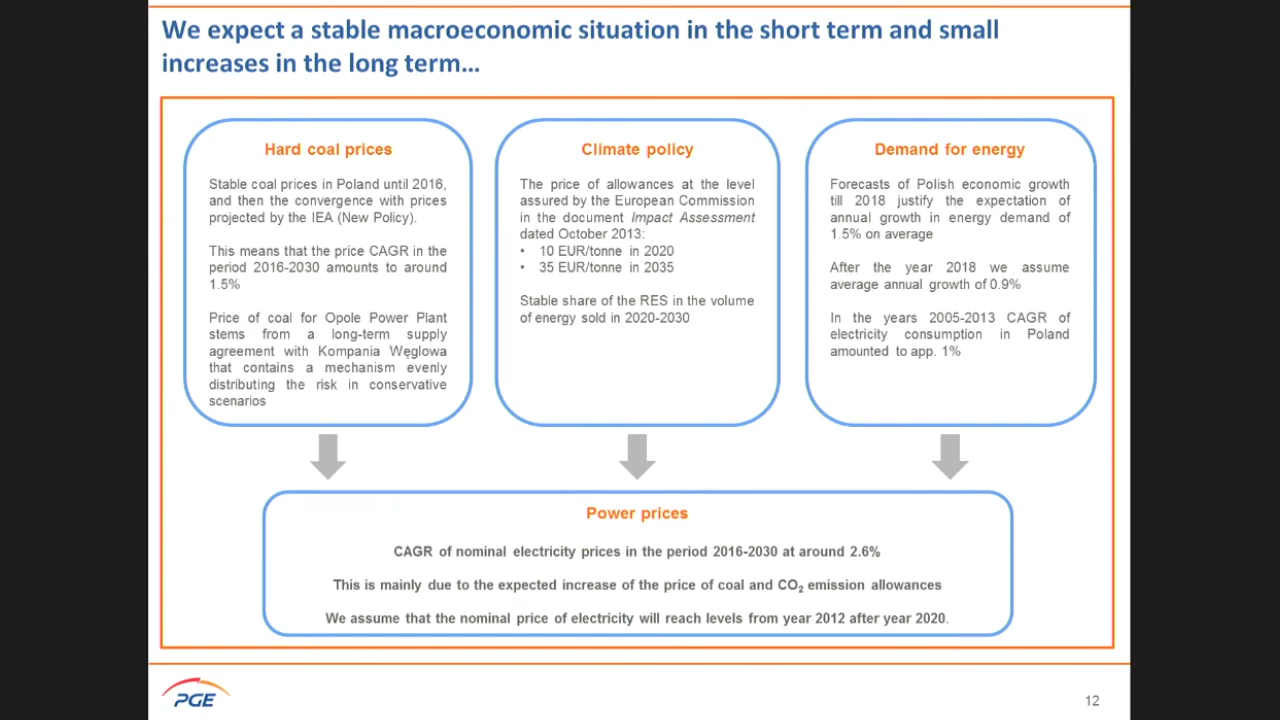 We expect a stable macroeconomic situation in the short term and small
increases in the long term…
Hard coal prices
Stable coal prices in Poland until 2016,
and then the convergence with prices
projected by the IEA (New Policy).
This means that the price CAGR in the
period 2016-2030 amounts to around
1.5%
Price of coal for Opole Power Plant
stems from a long-term supply
agreement with Kompania Węglowa
that contains a mechanism evenly
distributing the risk in conservative
scenarios
Climate policy
The price of allowances at the level
assured by the European Commission
in the document Impact Assessment
dated October 2013:
• 10 EUR/tonne in 2020
• 35 EUR/tonne in 2035
Stable share of the RES in the volume
of energy sold in 2020-2030
Demand for energy
Forecasts of Polish economic growth
till 2018 justify the expectation of
annual growth in energy demand of
1.5% on average
After the year 2018 we assume
average annual growth of 0.9%
In the years 2005-2013 CAGR of
electricity consumption in Poland
amounted to app. 1%
Power prices
CAGR of nominal electricity prices in the period 2016-2030 at around 2.6%
This is mainly due to the expected increase of the price of coal and CO₂ emission allowances
We assume that the nominal price of electricity will reach levels from year 2012 after year 2020.
PGE
12